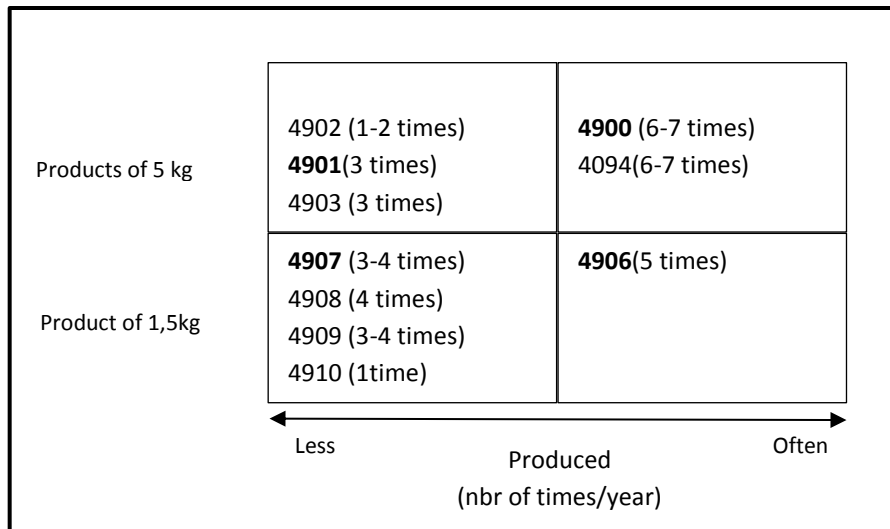 Products of 5 kg
4902 (1-2 times)
4901(3 times)
4903 (3 times)
4900 (6-7 times)
4094(6-7 times)
Product of 1,5kg
4907 (3-4 times)
4908 (4 times)
4909 (3-4 times)
4910 (1time)
4906(5 times)
Less
Often
Produced
(nbr of times/year)